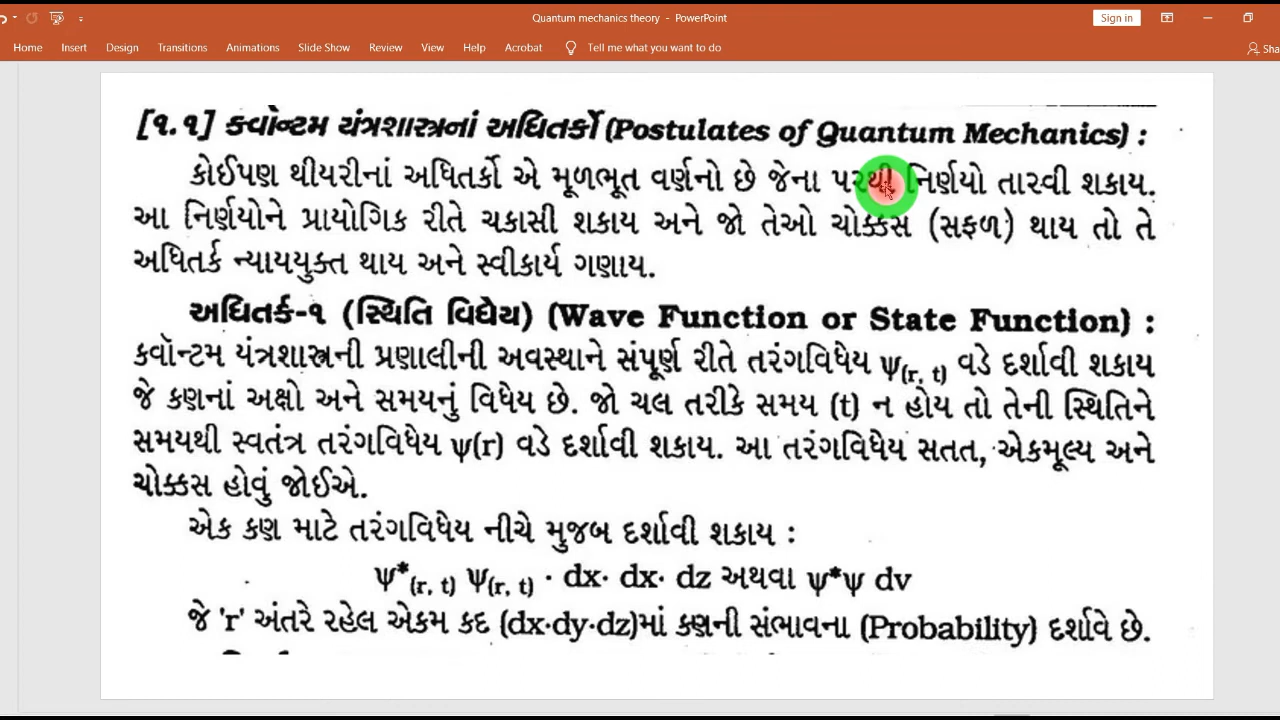 Quantum mechanics theory - PowerPoint
Sign in
Home Insert Design Transitions Animations Slide Show Review View Help Acrobat Tell me what you want to do Sha
[૧.૧] ક્વૉન્ટમ યંત્રશાસ્ત્રનાં અધિતર્કો (Postulates of Quantum Mechanics) :
કોઈપણ થીયરીનાં અધિતર્કો એ મૂળભૂત વર્ણનો છે જેના પરથી નિર્ણયો તારવી શકાય.
આ નિર્ણયોને પ્રાયોગિક રીતે ચકાસી શકાય અને જો તેઓ ચોક્કસ (સફળ) થાય તો તે
અધિતર્ક ન્યાયયુક્ત થાય અને સ્વીકાર્ય ગણાય.
અધિતર્ક-૧ (સ્થિતિ વિધેય) (Wave Function or State Function) :
ક્વૉન્ટમ યંત્રશાસ્ત્રની પ્રણાલીની અવસ્થાને સંપૂર્ણ રીતે તરંગવિધેય ψ(r, t) વડે દર્શાવી શકાય
જે કણનાં અક્ષો અને સમયનું વિધેય છે. જો ચલ તરીકે સમય (t) ન હોય તો તેની સ્થિતિને
સમયથી સ્વતંત્ર તરંગવિધેય ψ(r) વડે દર્શાવી શકાય. આ તરંગવિધેય સતત, એકમૂલ્ય અને
ચોક્કસ હોવું જોઈએ.
એક કણ માટે તરંગવિધેય નીચે મુજબ દર્શાવી શકાય :
ψ*(r, t) ψ(r, t) · dx· dx· dz અથવા ψ*ψ dv
જે 'r' અંતરે રહેલ એકમ કદ (dx·dy·dz)માં કણની સંભાવના (Probability) દર્શાવે છે.